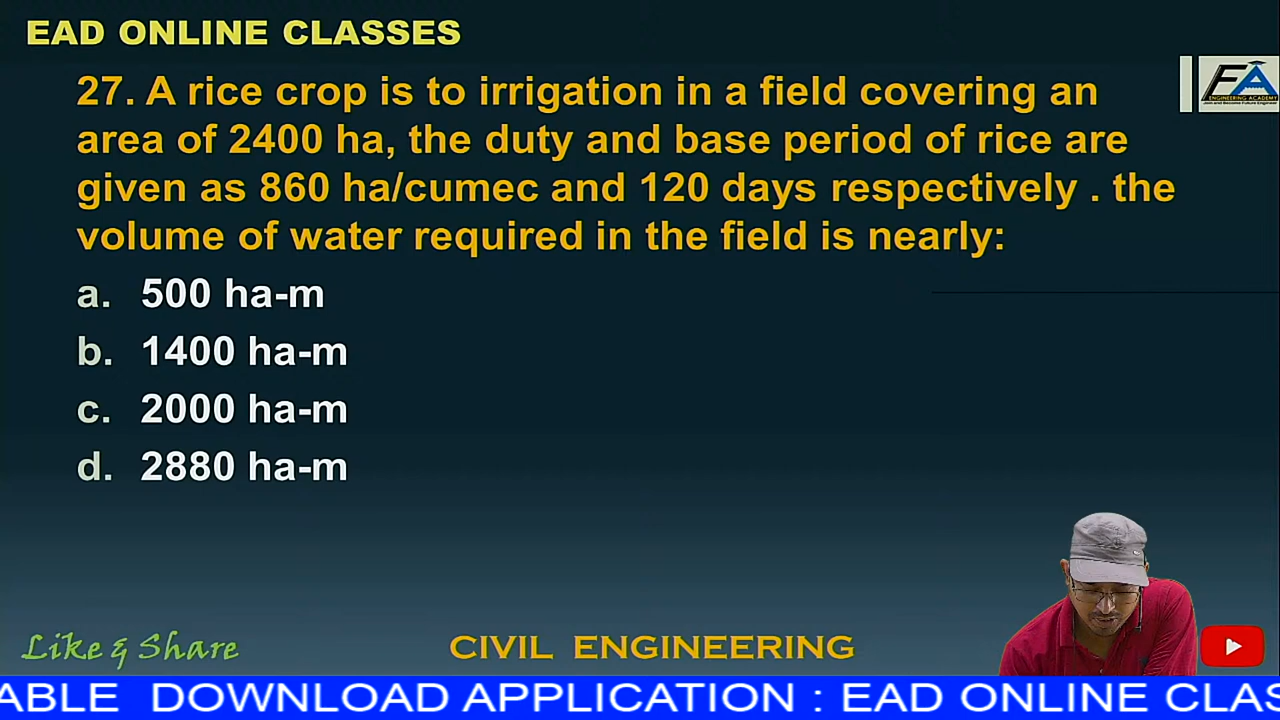 EAD ONLINE CLASSES
27. A rice crop is to irrigation in a field covering an
area of 2400 ha, the duty and base period of rice are
given as 860 ha/cumec and 120 days respectively . the
volume of water required in the field is nearly:
a. 500 ha-m
b. 1400 ha-m
c. 2000 ha-m
d. 2880 ha-m
Like & Share
CIVIL ENGINEERING
ABLE DOWNLOAD APPLICATION : EAD ONLINE CLAS